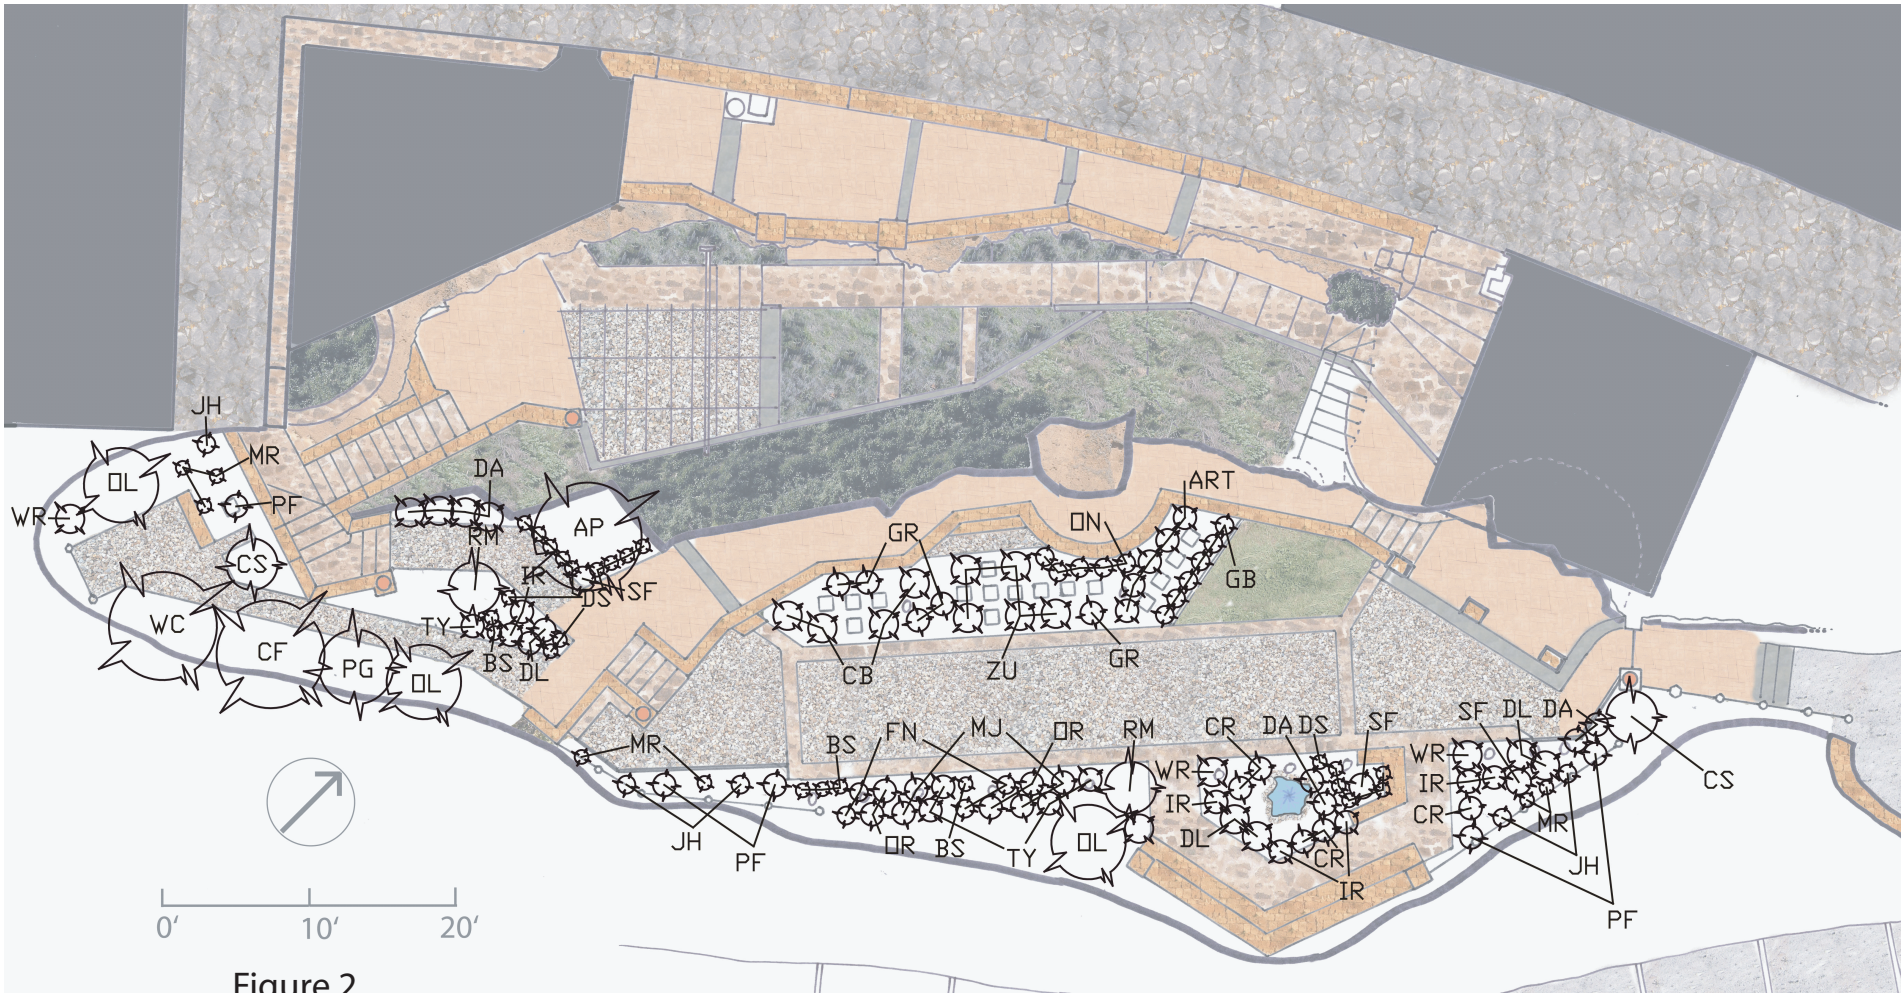 JH
MR
OL
PF
WR
CS
DA
RM
AP
IR
DS
SF
WC
TY
CF
BS
DL
PG
OL
ART
ON
GR
GB
CB
ZU
GR
MR
BS
FN
MJ
OR
RM
CR
DA
DS
SF
SF
DL
DA
WR
WR
IR
IR
CS
DL
CR
MR
JH
PF
OR
BS
TY
OL
CR
IR
JH
PF
0' 10' 20'
Figure 2